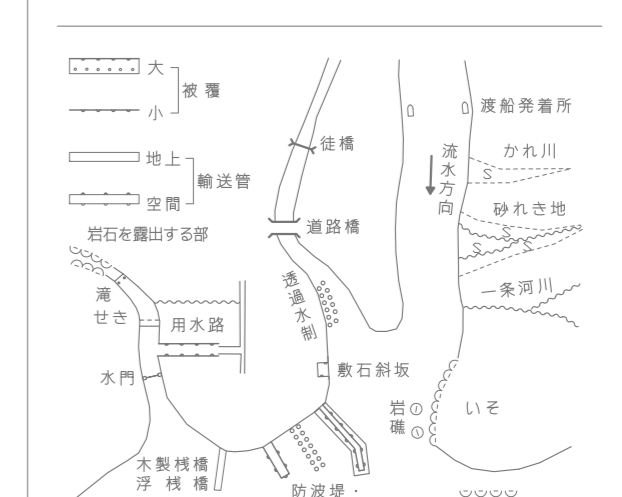 大
被覆
小
地上
輸送管
空間
岩石を露出する部
滝
せき
用水路
水門
木製桟橋
浮桟橋
徒橋
道路橋
透過水制
敷石斜坂
防波堤・
渡船発着所
流水方向
かれ川
砂れき地
一条河川
岩礁
いそ